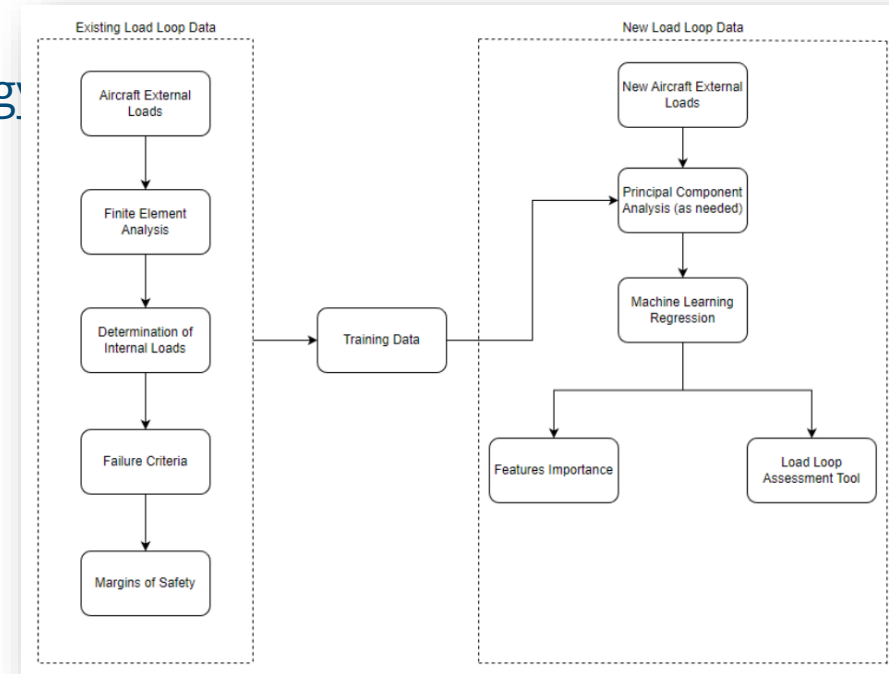 Existing Load Loop Data
Aircraft External
Loads
Finite Element
Analysis
Determination of
Internal Loads
Failure Criteria
Margins of Safety
Training Data
New Load Loop Data
New Aircraft External
Loads
Principal Component
Analysis (as needed)
Machine Learning
Regression
Features Importance
Load Loop
Assessment Tool